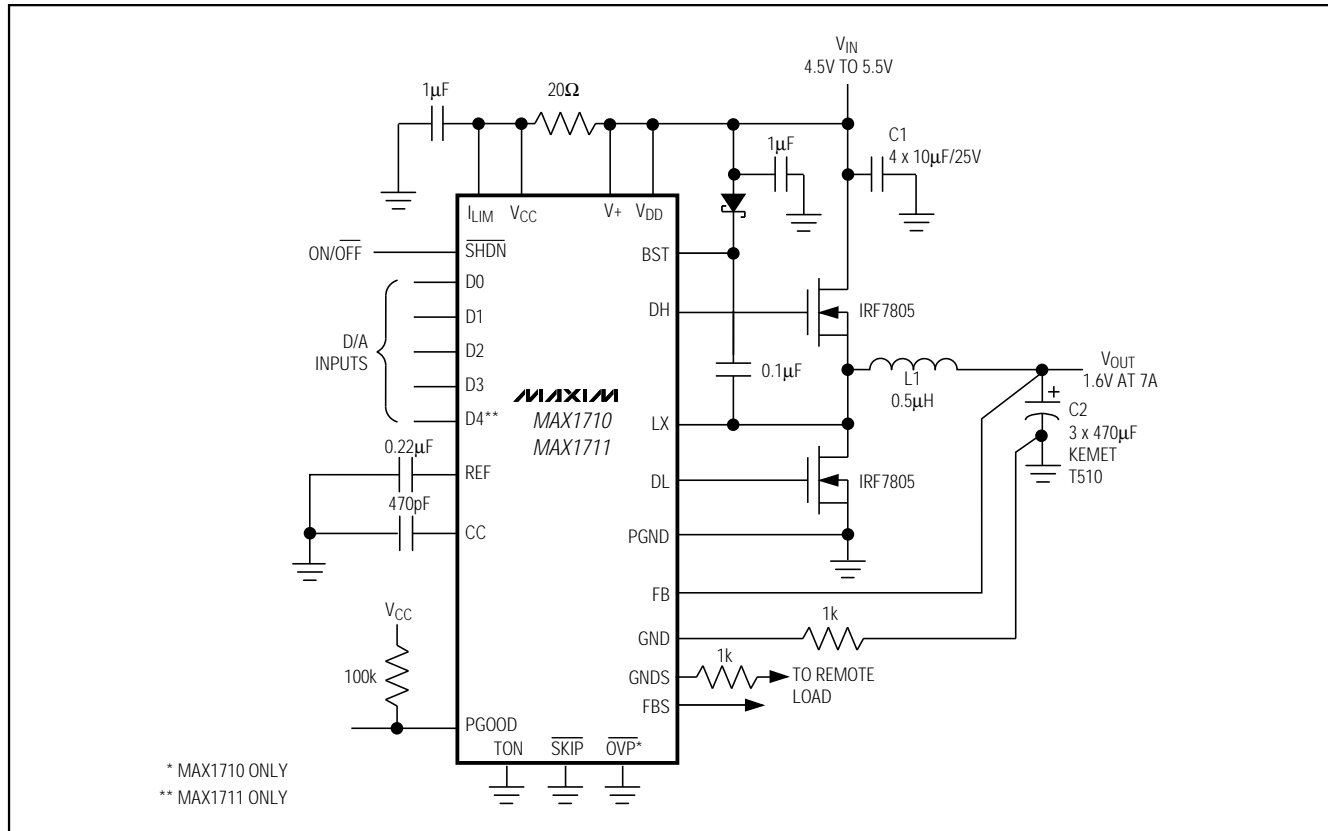 VIN
4.5V TO 5.5V
1µF
20Ω
C1
4 x 10µF/25V
1µF
ILIM
VCC
V+
VDD
ON/OFF
SHDN
BST
D0
D1
D2
D3
D4**
D/A
INPUTS
DH
IRF7805
0.1µF
L1
0.5µH
VOUT
1.6V AT 7A
+
C2
3 x 470µF
KEMET
T510
MAXIM
MAX1710
MAX1711
LX
0.22µF
REF
DL
IRF7805
470pF
CC
PGND
FB
VCC
1k
GND
100k
1k
GNDS
TO REMOTE
LOAD
FBS
PGOOD
TON
SKIP
OVP*
* MAX1710 ONLY
** MAX1711 ONLY